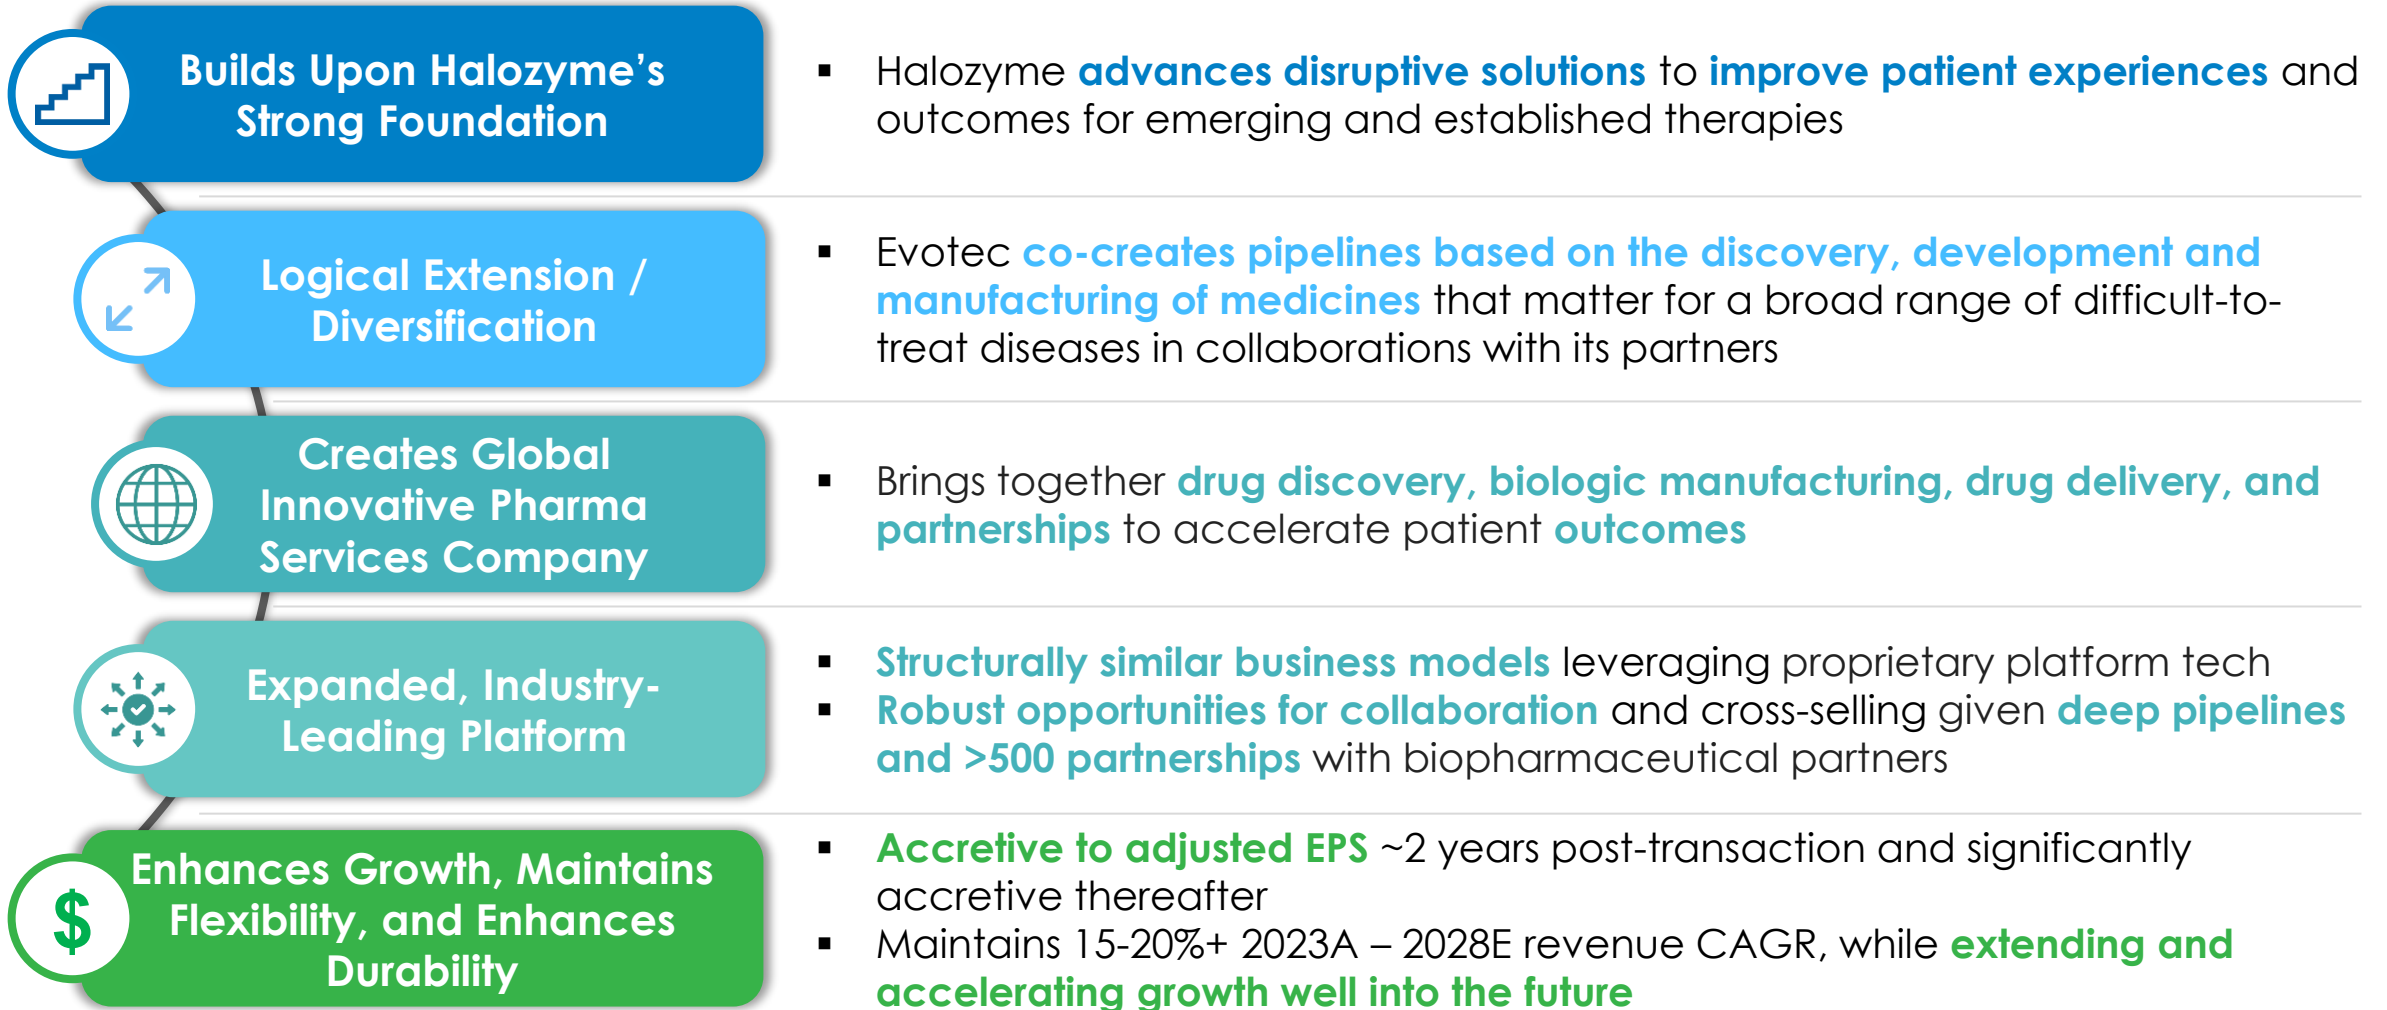 Builds Upon Halozyme’s
Strong Foundation
▪ Halozyme advances disruptive solutions to improve patient experiences and
outcomes for emerging and established therapies
Logical Extension /
Diversification
▪ Evotec co-creates pipelines based on the discovery, development and
manufacturing of medicines that matter for a broad range of difficult-to-
treat diseases in collaborations with its partners
Creates Global
Innovative Pharma
Services Company
▪ Brings together drug discovery, biologic manufacturing, drug delivery, and
partnerships to accelerate patient outcomes
Expanded, Industry-
Leading Platform
▪ Structurally similar business models leveraging proprietary platform tech
▪ Robust opportunities for collaboration and cross-selling given deep pipelines
and >500 partnerships with biopharmaceutical partners
$
Enhances Growth, Maintains
Flexibility, and Enhances
Durability
▪ Accretive to adjusted EPS ~2 years post-transaction and significantly
accretive thereafter
▪ Maintains 15-20%+ 2023A – 2028E revenue CAGR, while extending and
accelerating growth well into the future